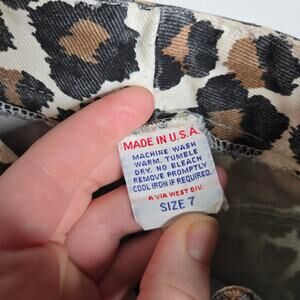 MADE IN U.S.A.
MACHINE WASH
WARM. TUMBLE
DRY. NO BLEACH
REMOVE PROMPTLY
COOL IRON IF REQUIRED.
A VIA WEST DIV.
SIZE 7